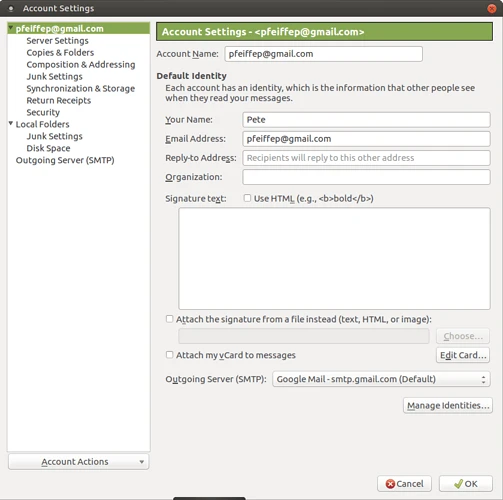 Account Settings
pfeiffep@gmail.com
Server Settings
Copies & Folders
Composition & Addressing
Junk Settings
Synchronization & Storage
Return Receipts
Security
Local Folders
Junk Settings
Disk Space
Outgoing Server (SMTP)
Account Actions
Account Settings - <pfeiffep@gmail.com>
Account Name: pfeiffep@gmail.com
Default Identity
Each account has an identity, which is the information that other people see
when they read your messages.
Your Name: Pete
Email Address: pfeiffep@gmail.com
Reply-to Address: Recipients will reply to this other address
Organization:
Signature text: Use HTML (e.g., <b>bold</b>)
Attach the signature from a file instead (text, HTML, or image):
Choose...
Attach my vCard to messages Edit Card...
Outgoing Server (SMTP): Google Mail - smtp.gmail.com (Default)
Manage Identities...
Cancel OK